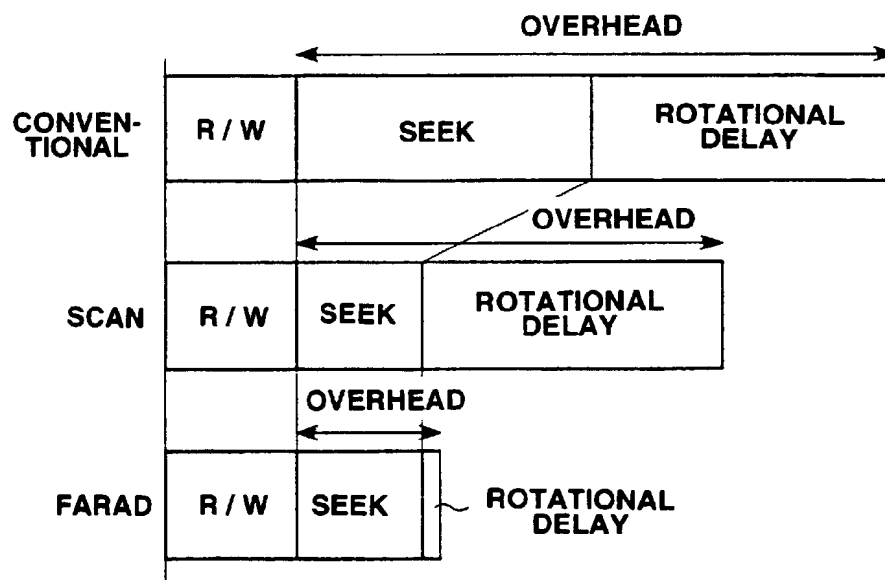 OVERHEAD
CONVEN-
TIONAL
R / W
SEEK
ROTATIONAL
DELAY
OVERHEAD
SCAN
R / W
SEEK
ROTATIONAL
DELAY
OVERHEAD
FARAD
R / W
SEEK
ROTATIONAL
DELAY